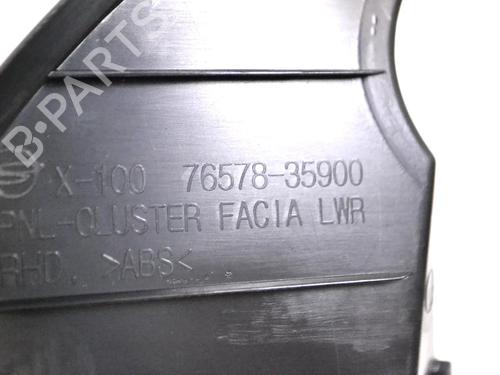 B-PARTS
X-100 76578-35900
PNL-CLUSTER FACIA LWR
RHD. >ABS<